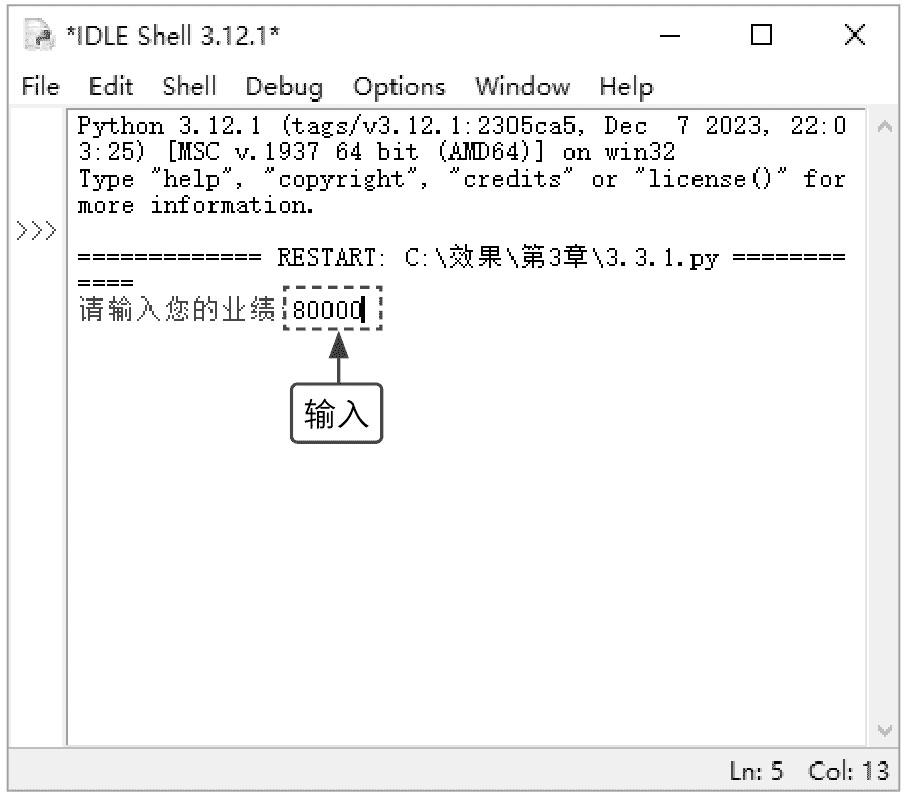 *IDLE Shell 3.12.1*
File Edit Shell Debug Options Window Help
Python 3.12.1 (tags/v3.12.1:2305ca5, Dec  7 2023, 22:0
3:25) [MSC v.1937 64 bit (AMD64)] on win32
Type "help", "copyright", "credits" or "license()" for
more information.
>>>
============= RESTART: C:\效果\第3章\3.3.1.py ========
====
请输入您的业绩:80000
输入
Ln: 5 Col: 13